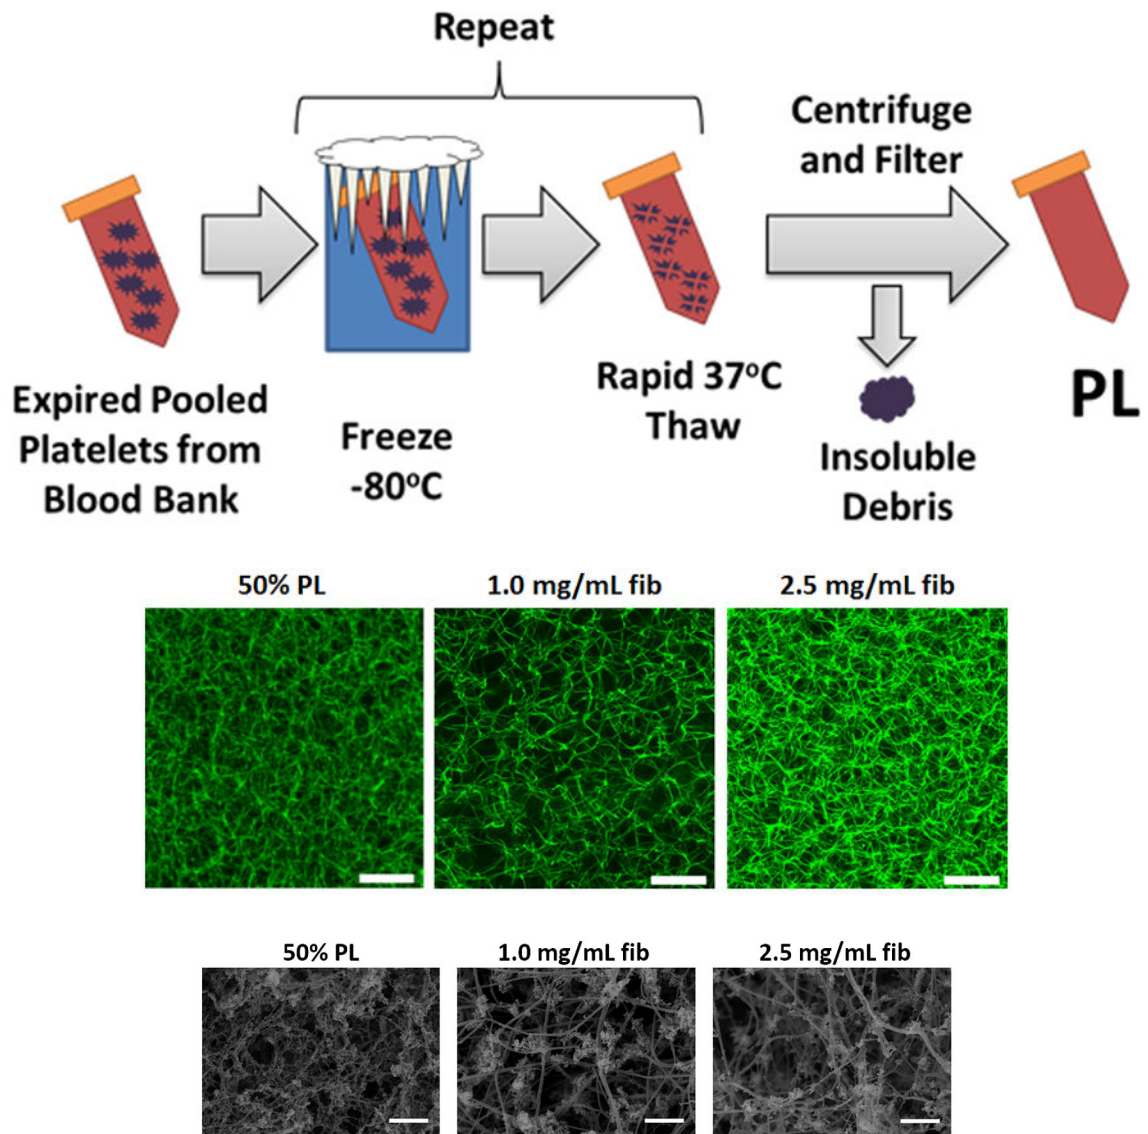 Repeat
Centrifuge
and Filter
Expired Pooled
Platelets from
Blood Bank
Freeze
-80°C
Rapid 37°C
Thaw
Insoluble
Debris
PL
50% PL
1.0 mg/mL fib
2.5 mg/mL fib
50% PL
1.0 mg/mL fib
2.5 mg/mL fib